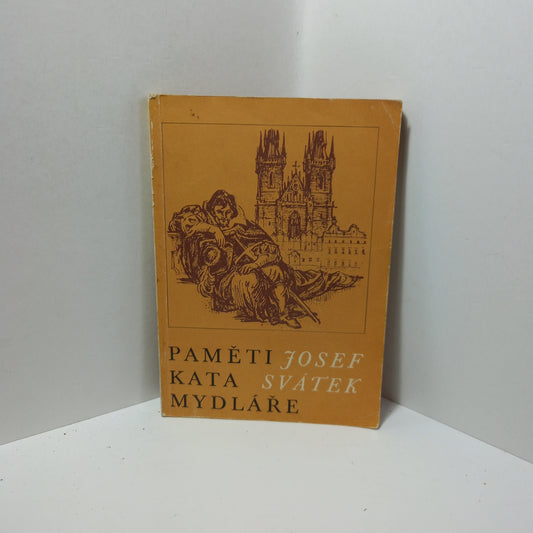 PAMĚTI JOSEF
KATA SVÁTEK
MYDLÁŘE